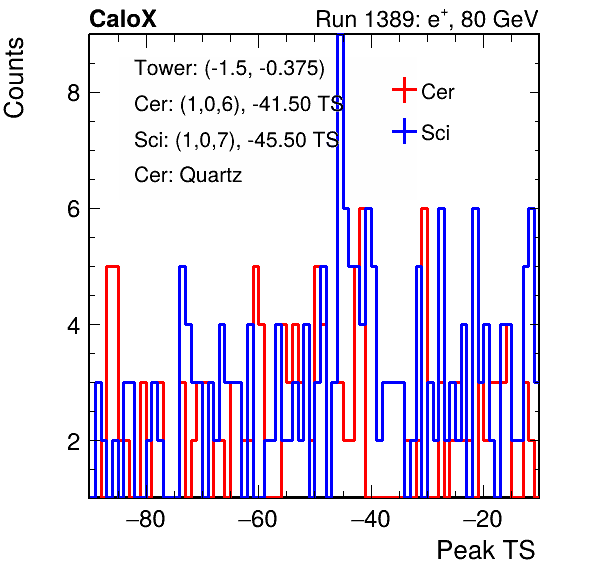 CaloX Run 1389: e+, 80 GeV
Counts
Tower: (-1.5, -0.375)
Cer: (1,0,6), -41.50 TS
Sci: (1,0,7), -45.50 TS
Cer: Quartz
Cer
Sci
8
6
4
2
−80 −60 −40 −20
Peak TS